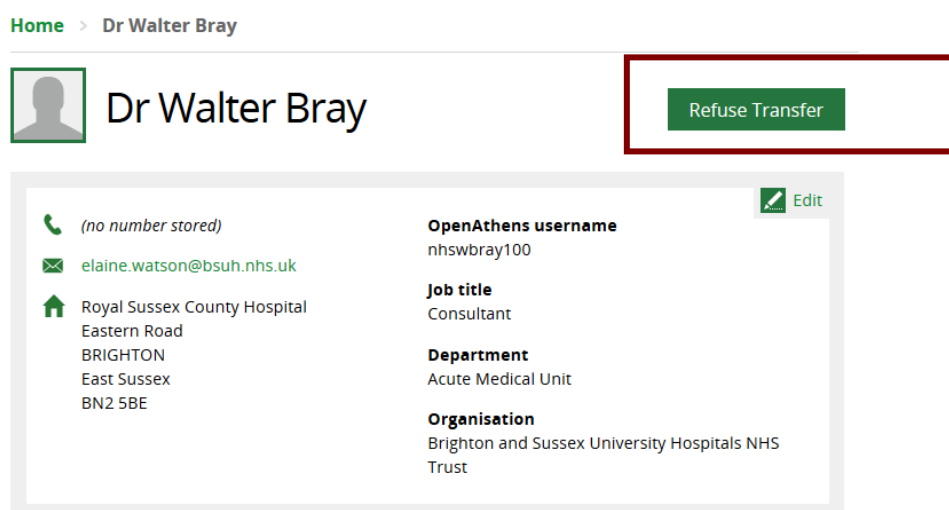 Home > Dr Walter Bray
Dr Walter Bray
Refuse Transfer
Edit
(no number stored)
elaine.watson@bsuh.nhs.uk
Royal Sussex County Hospital
Eastern Road
BRIGHTON
East Sussex
BN2 5BE
OpenAthens username
nhswbray100
Job title
Consultant
Department
Acute Medical Unit
Organisation
Brighton and Sussex University Hospitals NHS
Trust